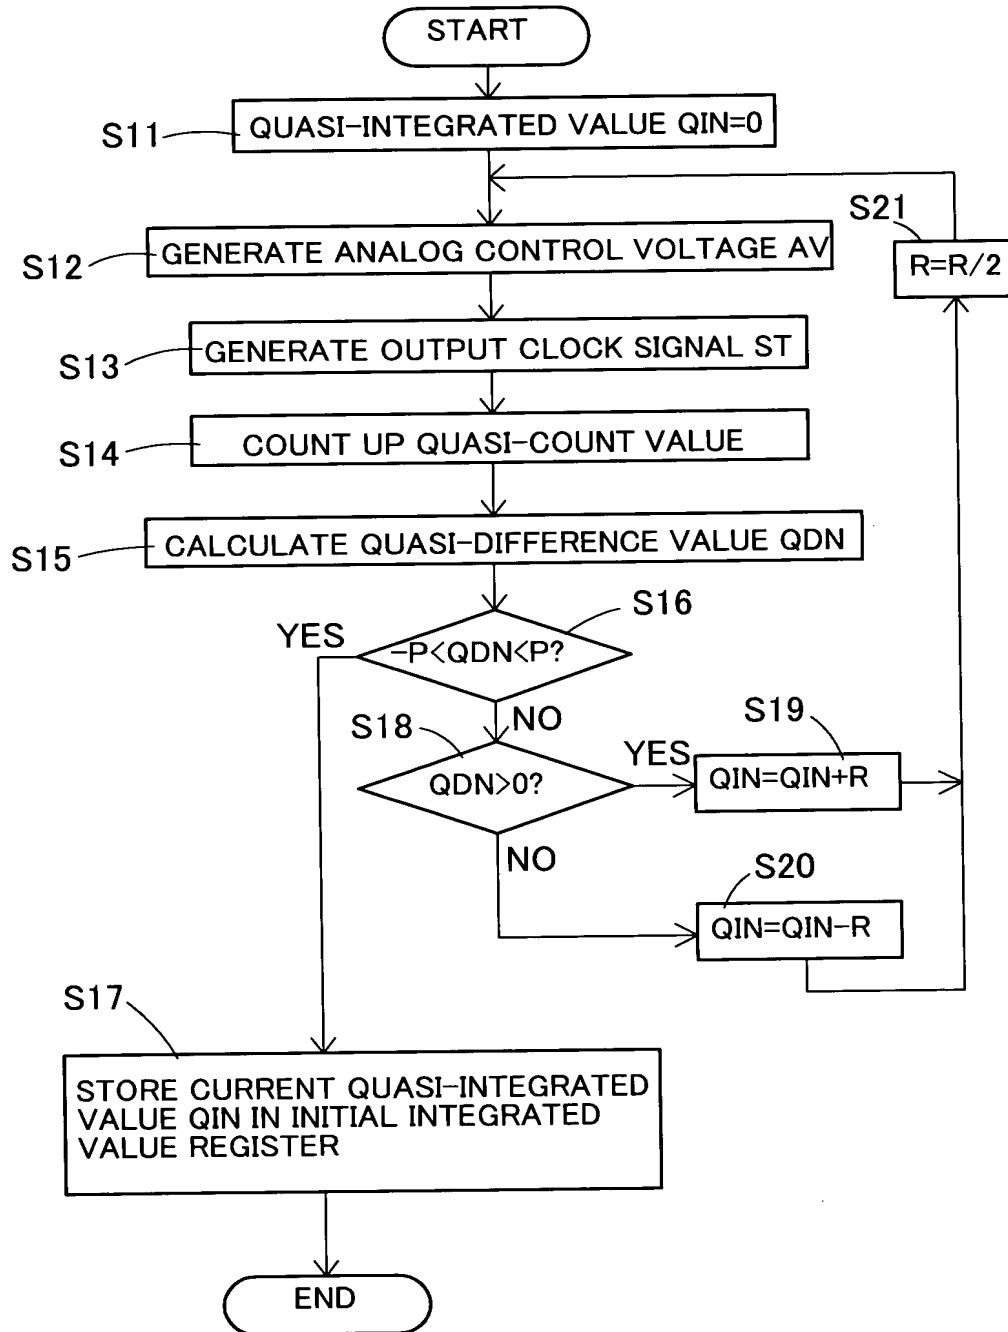 START
S11
QUASI-INTEGRATED VALUE QIN=0
S21
R=R/2
S12
GENERATE ANALOG CONTROL VOLTAGE AV
S13
GENERATE OUTPUT CLOCK SIGNAL ST
S14
COUNT UP QUASI-COUNT VALUE
S15
CALCULATE QUASI-DIFFERENCE VALUE QDN
S16
YES
-P<QDN<P?
NO
S18
QDN>0?
YES
S19
QIN=QIN+R
NO
S20
QIN=QIN-R
S17
STORE CURRENT QUASI-INTEGRATED
VALUE QIN IN INITIAL INTEGRATED
VALUE REGISTER
END